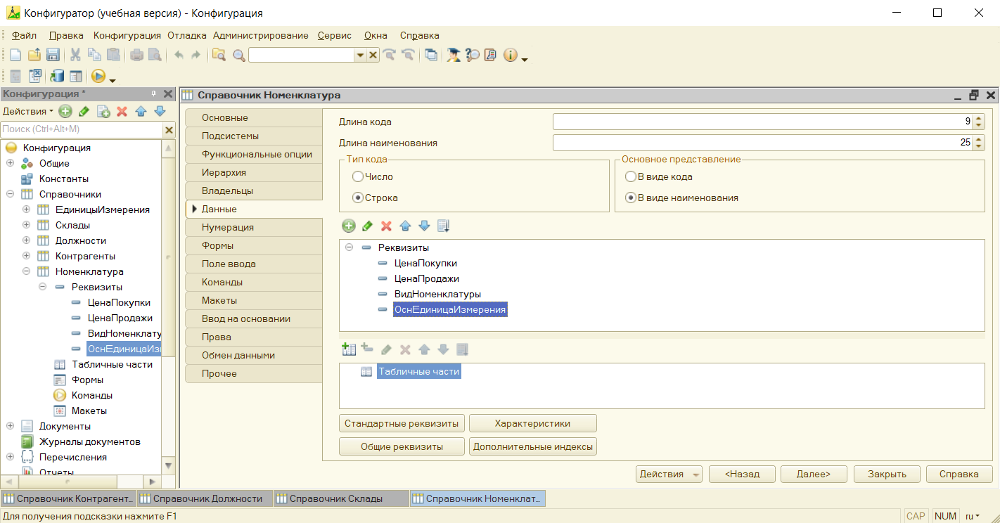 Конфигуратор (учебная версия) - Конфигурация
Файл Правка Конфигурация Отладка Администрирование Сервис Окна Справка
Конфигурация *
Действия
Поиск (Ctrl+Alt+M)
Конфигурация
Общие
Константы
Справочники
ЕдиницыИзмерения
Склады
Должности
Контрагенты
Номенклатура
Реквизиты
ЦенаПокупки
ЦенаПродажи
ВидНоменклату
ОснЕдиницаИз
Табличные части
Формы
Команды
Макеты
Документы
Журналы документов
Перечисления
Отчеты
Справочник Номенклатура
Основные
Подсистемы
Функциональные опции
Иерархия
Владельцы
Данные
Нумерация
Формы
Поле ввода
Команды
Макеты
Ввод на основании
Права
Обмен данными
Прочее
Длина кода 9
Длина наименования 25
Тип кода
Число
Строка
Основное представление
В виде кода
В виде наименования
Реквизиты
ЦенаПокупки
ЦенаПродажи
ВидНоменклатуры
ОснЕдиницаИзмерения
Табличные части
Стандартные реквизиты Характеристики
Общие реквизиты Дополнительные индексы
Действия <Назад Далее> Закрыть Справка
Справочник Контрагент... Справочник Должности Справочник Склады Справочник Номенклат...
Для получения подсказки нажмите F1 CAP NUM ru